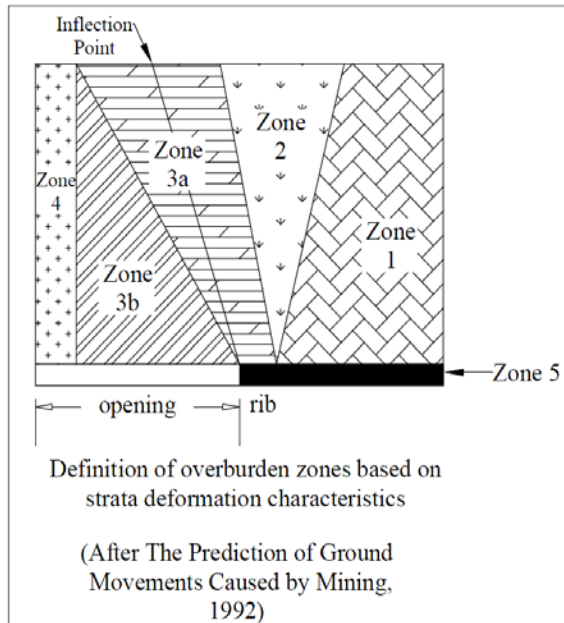 Inflection
Point
Zone
4
Zone
3b
Zone
3a
Zone
2
Zone
1
Zone 5
opening
rib
Definition of overburden zones based on
strata deformation characteristics
(After The Prediction of Ground
Movements Caused by Mining,
1992)